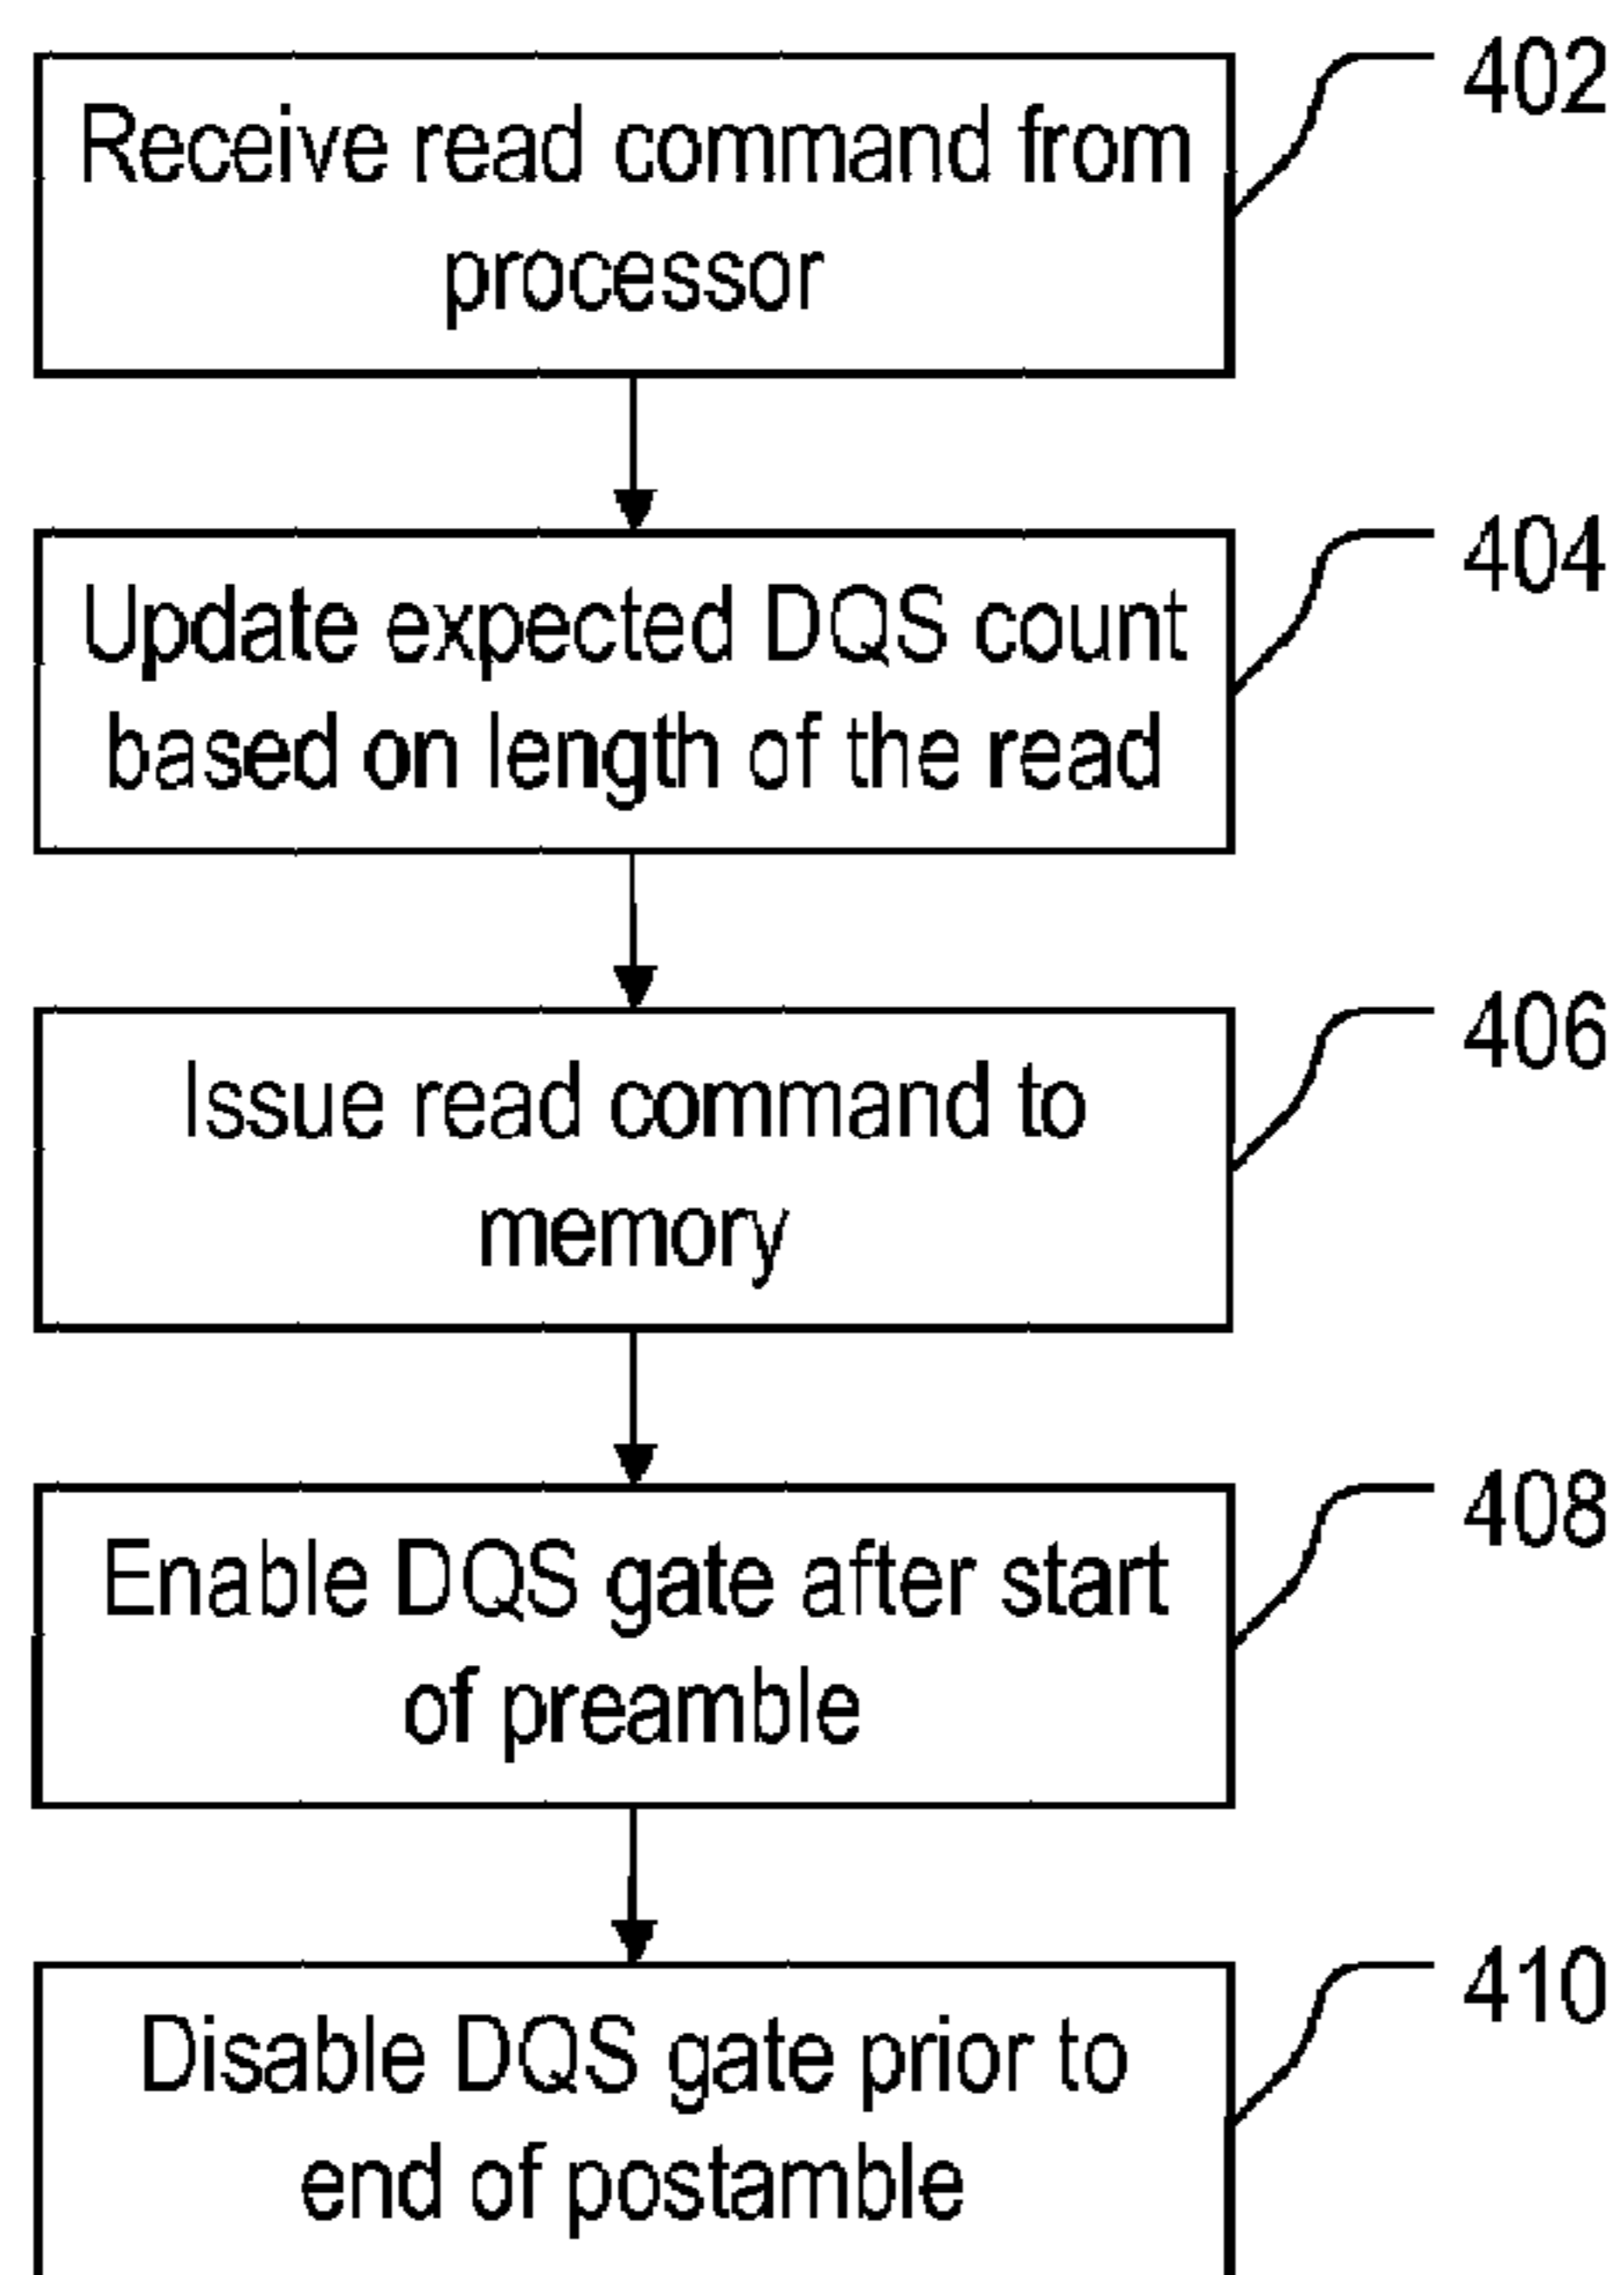 Receive read command from
processor
402
Update expected DQS count
based on length of the read
404
Issue read command to
memory
406
Enable DQS gate after start
of preamble
408
Disable DQS gate prior to
end of postamble
410